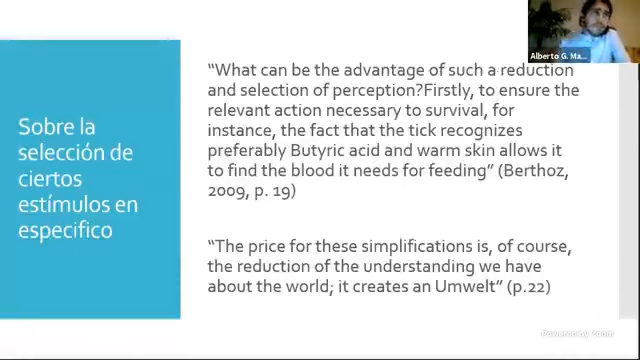 Alberto G. Ma...
Sobre la
selección de
ciertos
estímulos en
especifico
“What can be the advantage of such a reduction
and selection of perception?Firstly, to ensure the
relevant action necessary to survival, for
instance, the fact that the tick recognizes
preferably Butyric acid and warm skin allows it
to find the blood it needs for feeding” (Berthoz,
2009, p. 19)
“The price for these simplifications is, of course,
the reduction of the understanding we have
about the world; it creates an Umwelt” (p.22)
Powered by Zoom